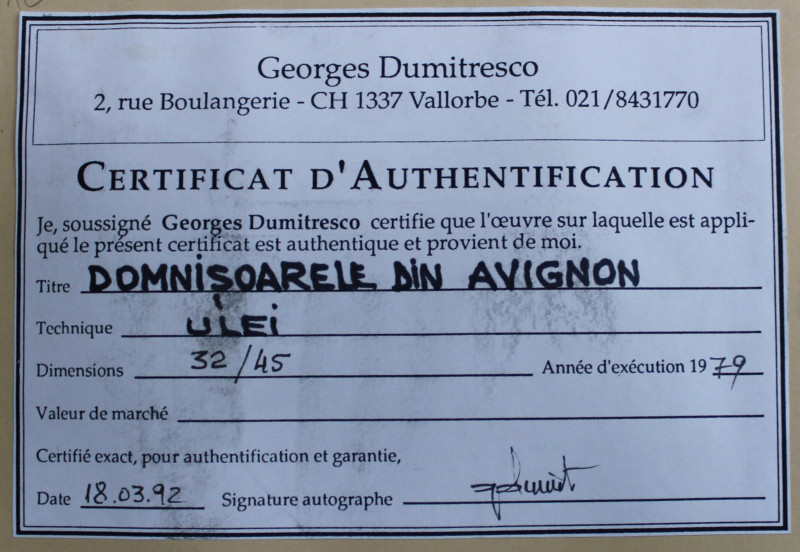 Georges Dumitresco
2, rue Boulangerie - CH 1337 Vallorbe - Tél. 021/8431770
CERTIFICAT D'AUTHENTIFICATION
Je, soussigné Georges Dumitresco certifie que l'œuvre sur laquelle est appli-
qué le présent certificat est authentique et provient de moi.
Titre DOMNIȘOARELE DIN AVIGNON
Technique ULEI
Dimensions 32/45 Année d'exécution 1979
Valeur de marché
Certifié exact, pour authentification et garantie,
Date 18.03.92 Signature autographe